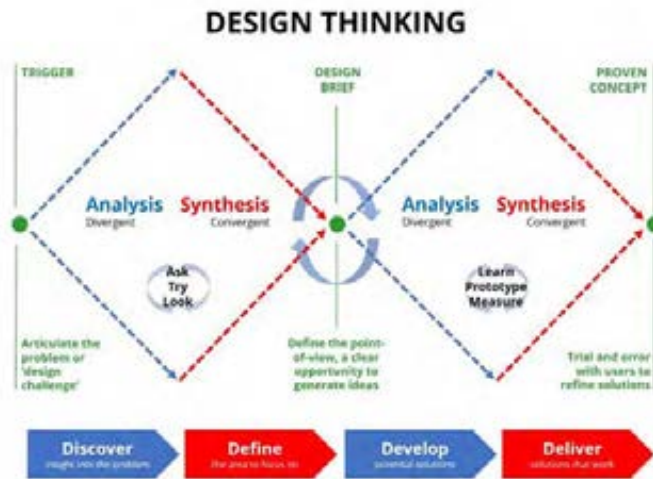 DESIGN THINKING
TRIGGER
DESIGN
BRIEF
PROVEN
CONCEPT
Analysis
Divergent
Synthesis
Convergent
Analysis
Divergent
Synthesis
Convergent
Ask
Try
Look
Learn
Prototype
Measure
Articulate the
problem or
'design
challenge'
Define the point-
of-view, a clear
opportunity to
generate ideas
Trial and error
with users to
refine solutions
Discover
insight into the problem
Define
the area to focus on
Develop
potential solutions
Deliver
solutions that work